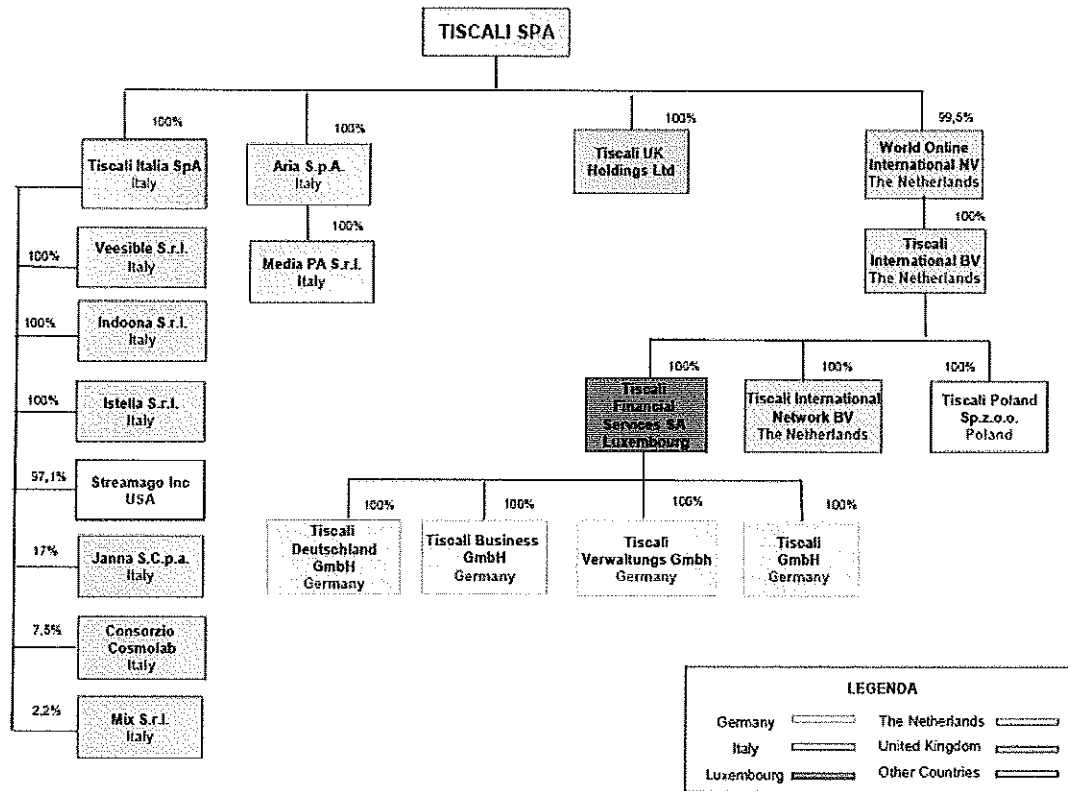 TISCALI SPA
100%
100%
100%
99,5%
Tiscali Italia SpA
Italy
Aria S.p.A.
Italy
Tiscali UK
Holdings Ltd
World Online
International NV
The Netherlands
100%
Veesible S.r.l.
Italy
100%
Media PA S.r.l.
Italy
100%
Tiscali
International BV
The Netherlands
100%
Indoona S.r.l.
Italy
100%
Istella S.r.l.
Italy
100%
Tiscali
Financial
Services SA
Luxembourg
100%
Tiscali International
Network BV
The Netherlands
100%
Tiscali Poland
Sp.z.o.o.
Poland
97,1%
Streamago Inc
USA
17%
Janna S.C.p.a.
Italy
100%
Tiscali
Deutschland
GmbH
Germany
100%
Tiscali Business
GmbH
Germany
100%
Tiscali
Verwaltungs Gmbh
Germany
100%
Tiscali
GmbH
Germany
7,5%
Consorzio
Cosmolab
Italy
2,2%
Mix S.r.l.
Italy
LEGENDA
Germany
The Netherlands
Italy
United Kingdom
Luxembourg
Other Countries